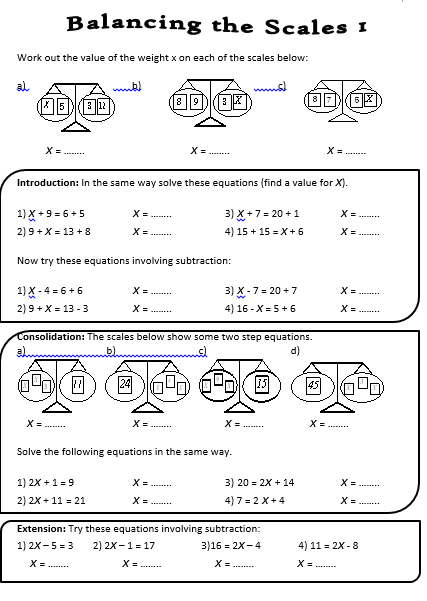 Balancing the Scales 1
Work out the value of the weight x on each of the scales below:
a) b) c)
X 5 3 12 8 9 3 X 8 7 6 X
X = ........ X = ........ X = ........
Introduction: In the same way solve these equations (find a value for X).
1) X + 9 = 6 + 5 X = ........ 3) X + 7 = 20 + 1 X = ........
2) 9 + X = 13 + 8 X = ........ 4) 15 + 15 = X + 6 X = ........
Now try these equations involving subtraction:
1) X - 4 = 6 + 6 X = ........ 3) X - 7 = 20 + 7 X = ........
2) 9 + X = 13 - 3 X = ........ 4) 16 - X = 5 + 6 X = ........
Consolidation: The scales below show some two step equations.
a) b) c) d)
11 24 15 45
X = ........ X = ........ X = ........ X = ........
Solve the following equations in the same way.
1) 2X + 1 = 9 X = ........ 3) 20 = 2X + 14 X = ........
2) 2X + 11 = 21 X = ........ 4) 7 = 2 X + 4 X = ........
Extension: Try these equations involving subtraction:
1) 2X – 5 = 3 2) 2X – 1 = 17 3)16 = 2X – 4 4) 11 = 2X - 8
X = ........ X = ........ X = ........ X = ........